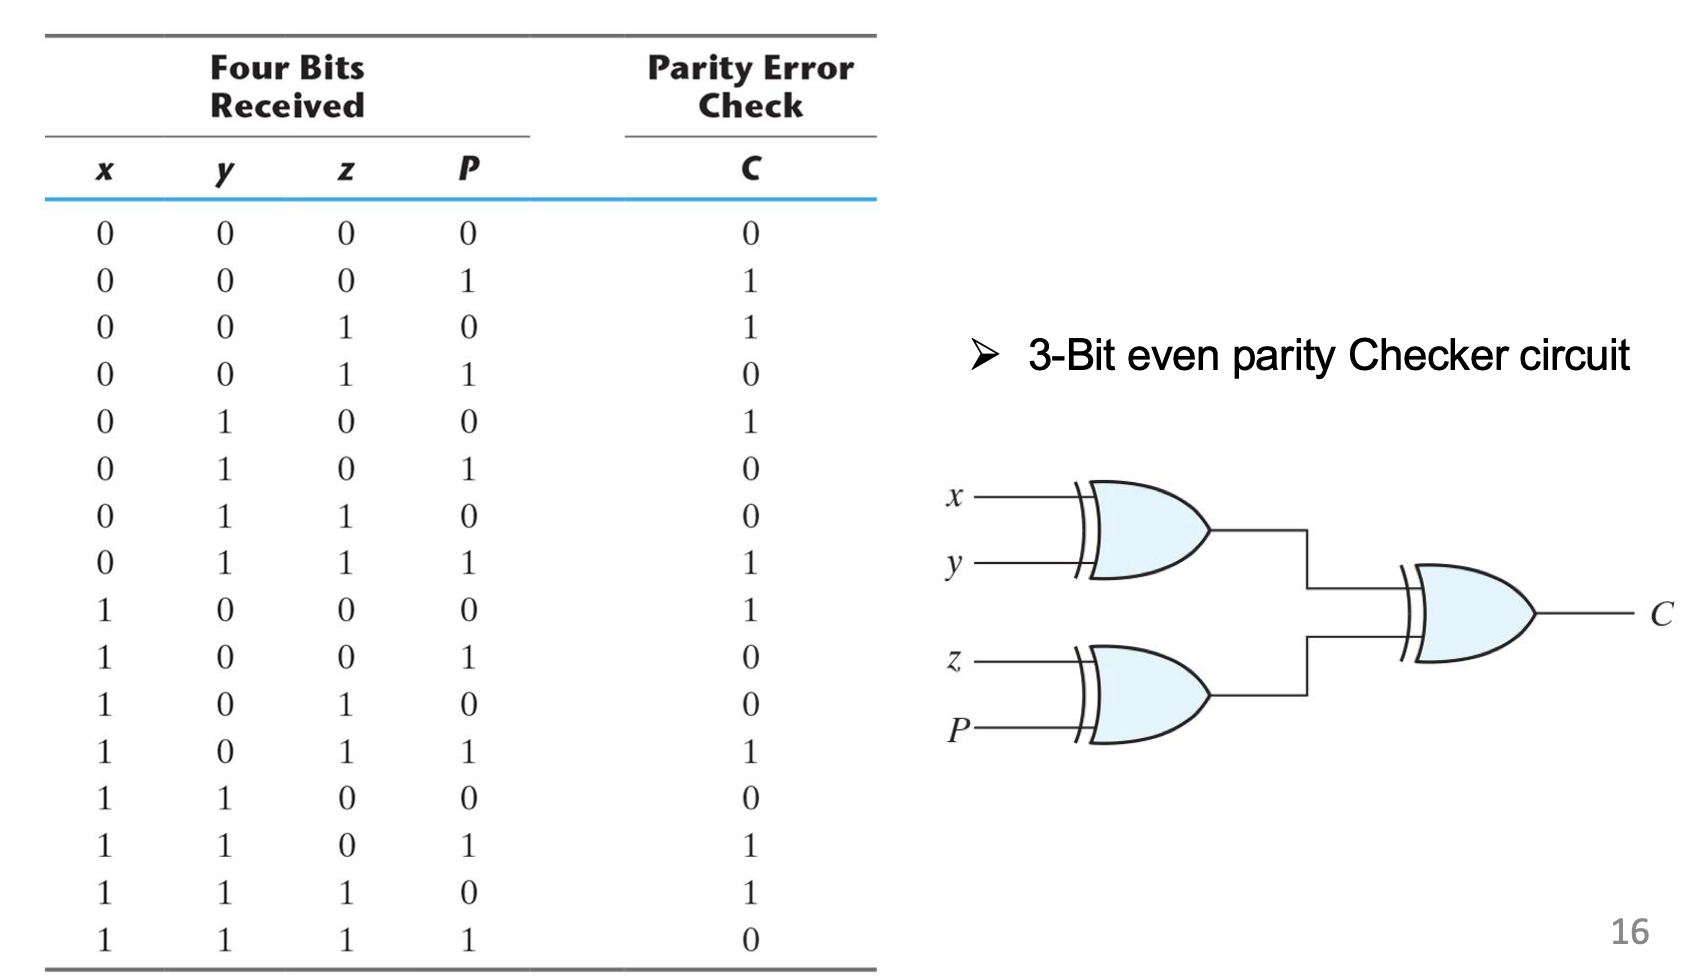 Four Bits Received
Parity Error Check
x y z P C
0 0 0 0 0
0 0 0 1 1
0 0 1 0 1
0 0 1 1 0
0 1 0 0 1
0 1 0 1 0
0 1 1 0 0
0 1 1 1 1
1 0 0 0 1
1 0 0 1 0
1 0 1 0 0
1 0 1 1 1
1 1 0 0 0
1 1 0 1 1
1 1 1 0 1
1 1 1 1 0
➢ 3-Bit even parity Checker circuit
x
y
z
P
C
16